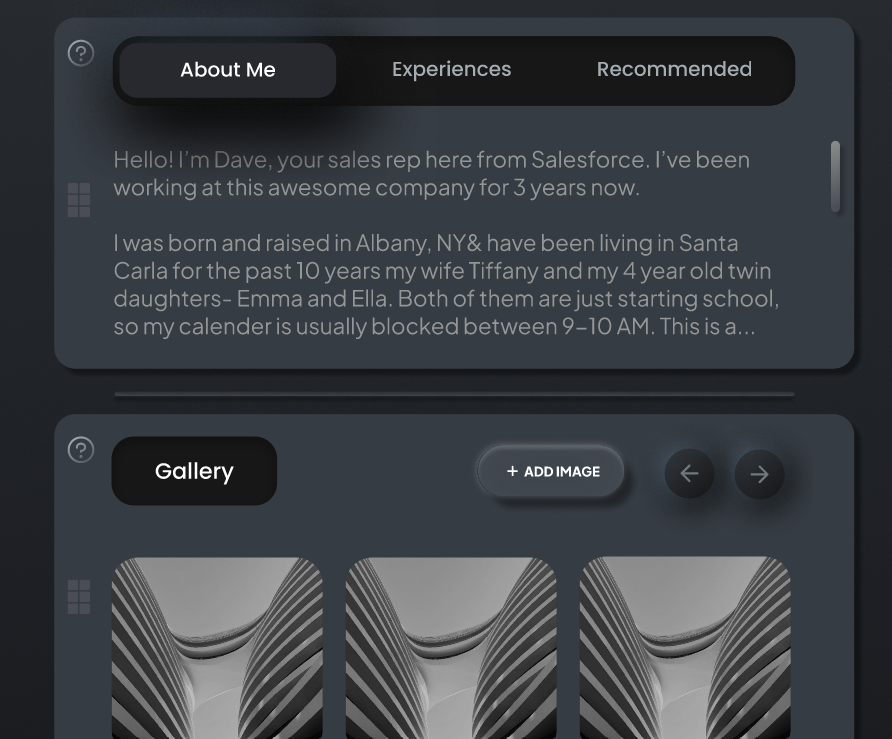 ?
About Me
Experiences
Recommended
Hello! I’m Dave, your sales rep here from Salesforce. I’ve been
working at this awesome company for 3 years now.
I was born and raised in Albany, NY& have been living in Santa
Carla for the past 10 years my wife Tiffany and my 4 year old twin
daughters- Emma and Ella. Both of them are just starting school,
so my calender is usually blocked between 9-10 AM. This is a...
?
Gallery
+ ADD IMAGE